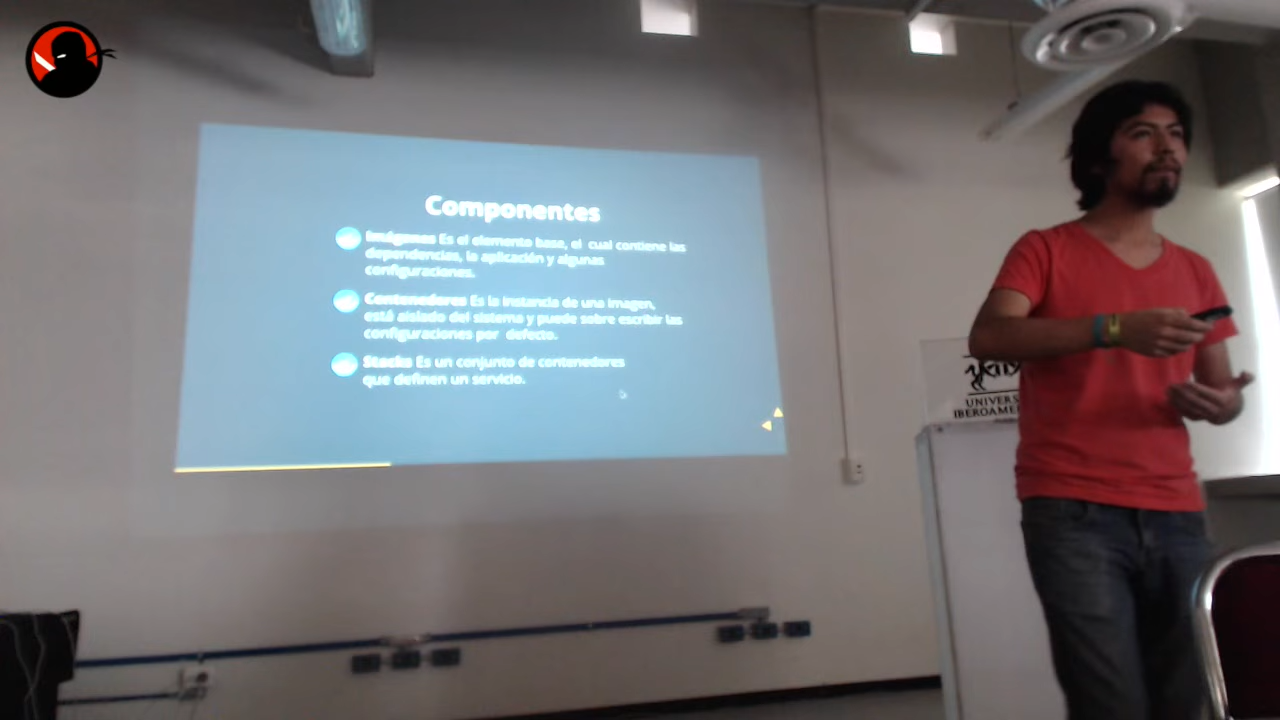 Componentes
Imágenes Es el elemento base, el cual contiene las
dependencias, la aplicación y algunas
configuraciones.
Contenedores Es la instancia de una imagen,
está aislado del sistema y puede sobre escribir las
configuraciones por defecto.
Stacks Es un conjunto de contenedores
que definen un servicio.
UNIVERS
IBEROAME